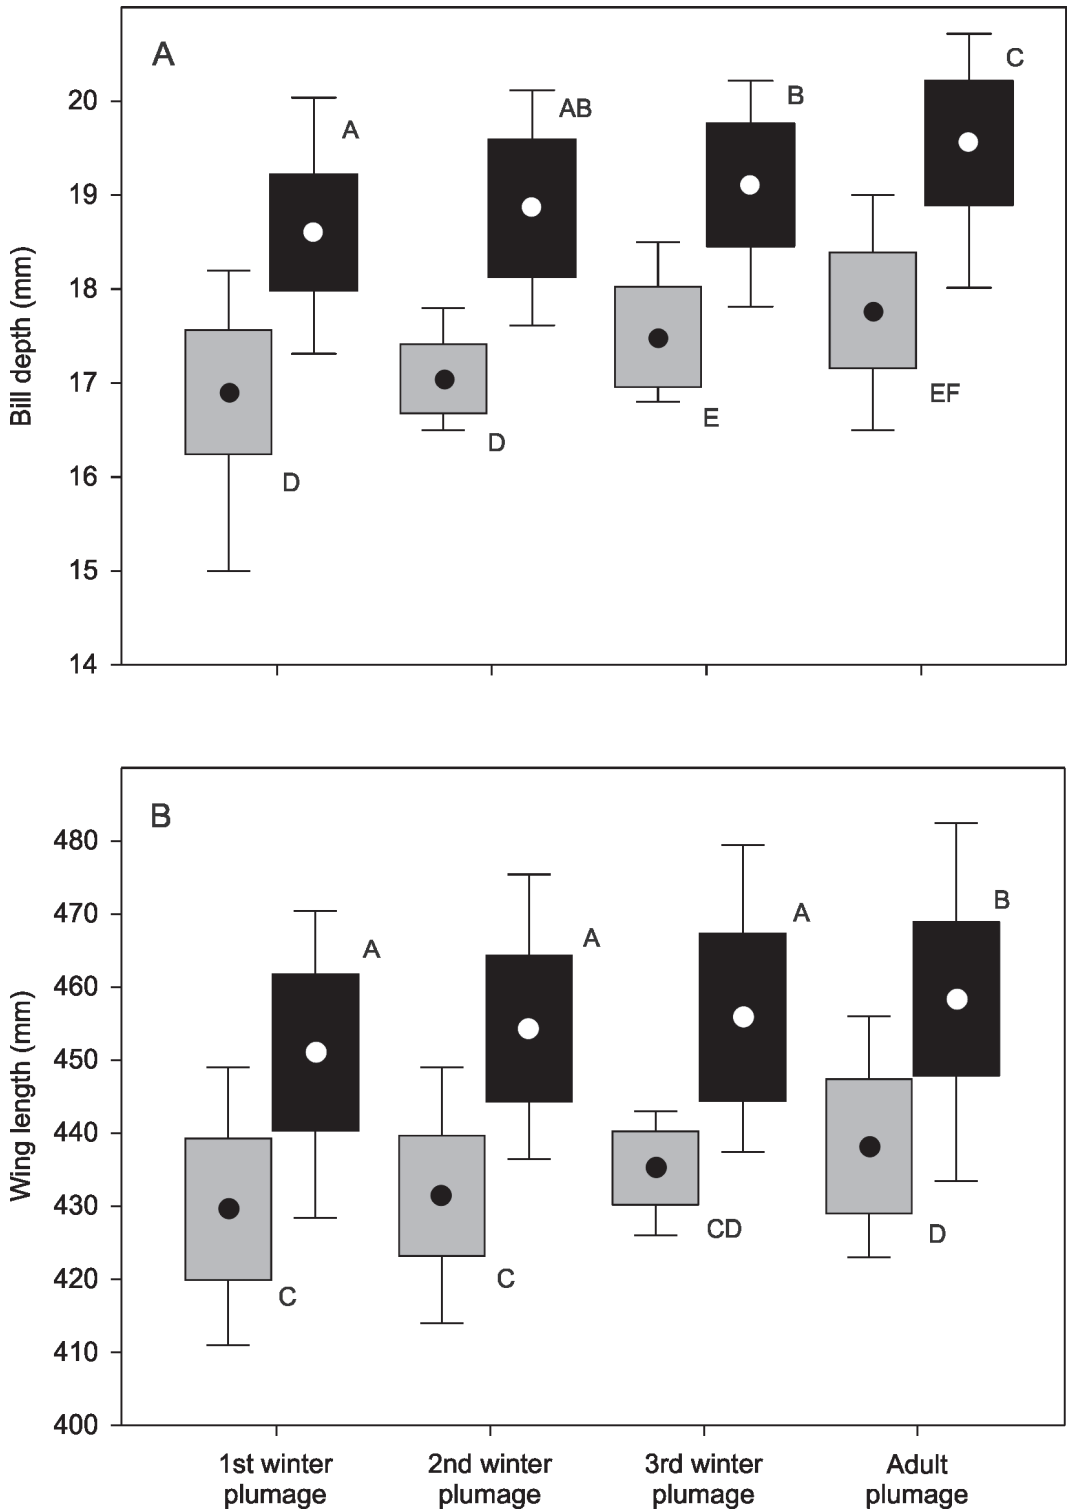 A
20
19
18
17
16
15
14
Bill depth (mm)
A
AB
B
C
D
D
E
EF
B
480
470
460
450
440
430
420
410
400
Wing length (mm)
A
A
A
B
C
C
CD
D
1st winter
plumage
2nd winter
plumage
3rd winter
plumage
Adult
plumage